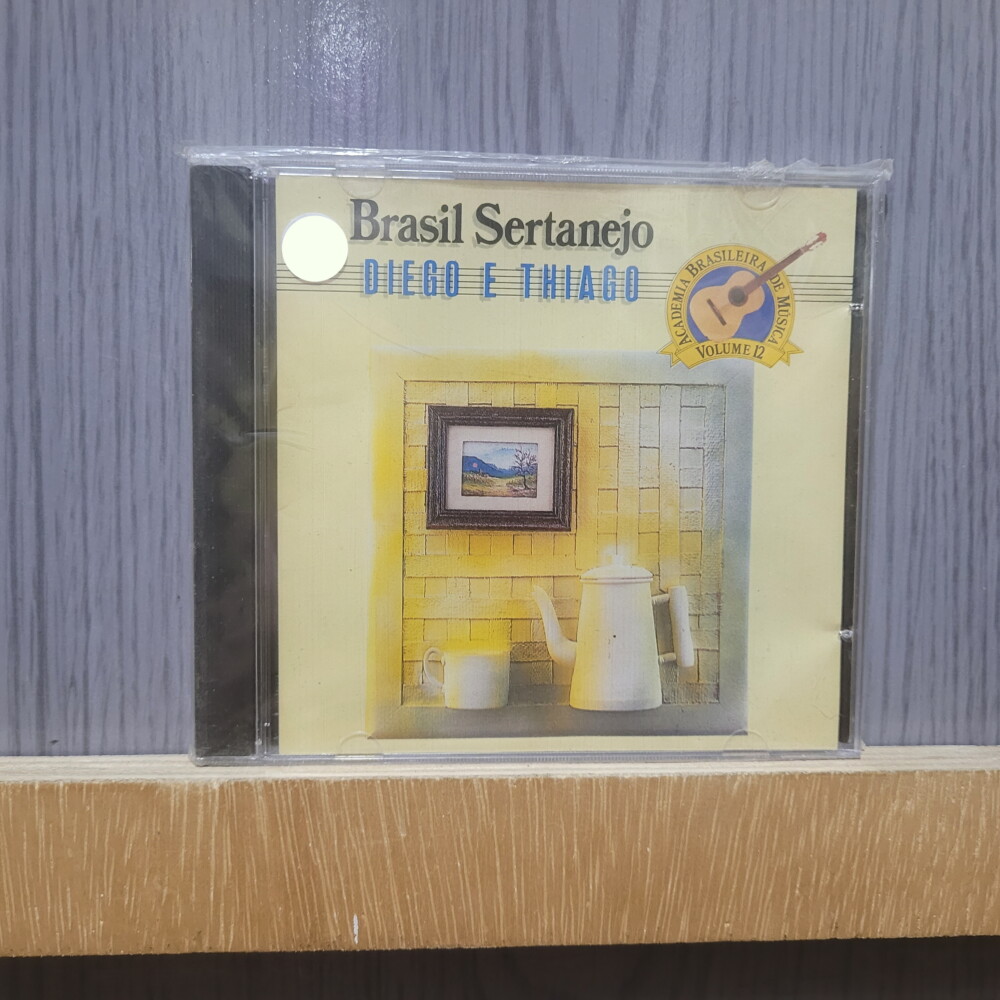 Brasil Sertanejo
DIEGO E THIAGO
ACADEMIA BRASILEIRA DE MÚSICA
VOLUME 12